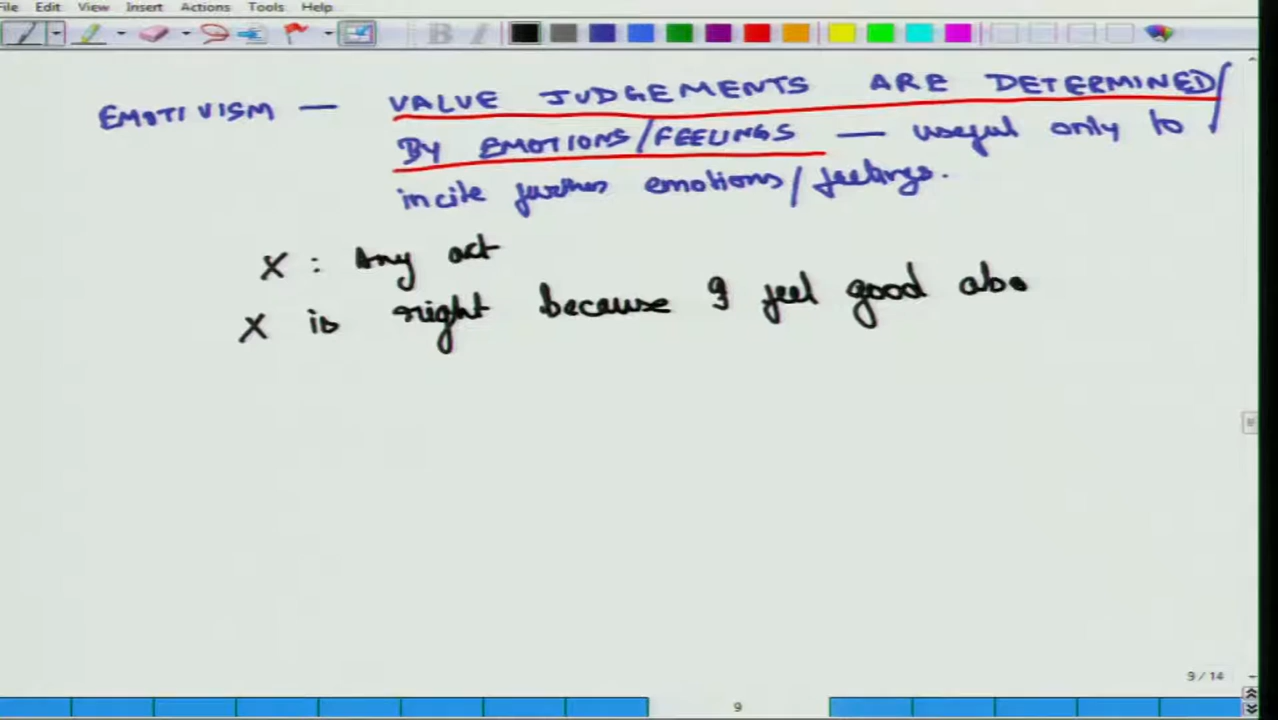 File Edit View Insert Actions Tools Help
EMOTIVISM — VALUE JUDGEMENTS ARE DETERMINED/
BY EMOTIONS/FEELINGS — useful only to
incite further emotions/feelings.
X : Any act
X is right because I feel good abo
9 / 14
9